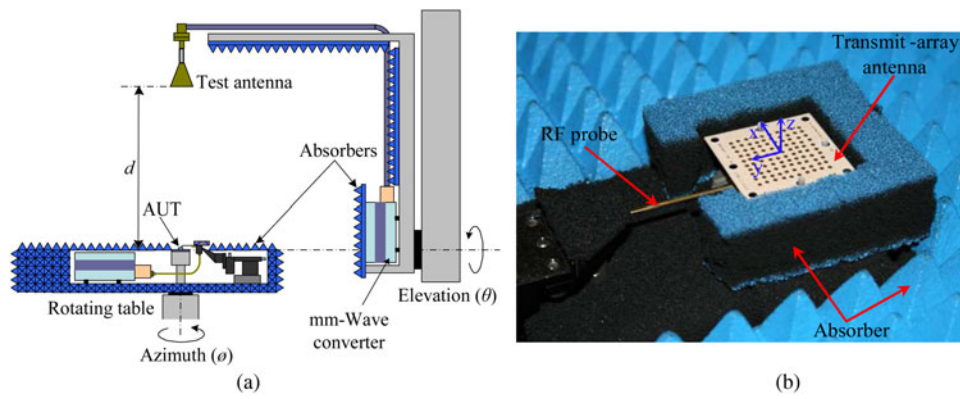 Test antenna
d
Absorbers
AUT
Rotating table
Azimuth (ø)
mm-Wave
converter
Elevation (θ)
(a)
Transmit -array
antenna
RF probe
x
z
y
Absorber
(b)